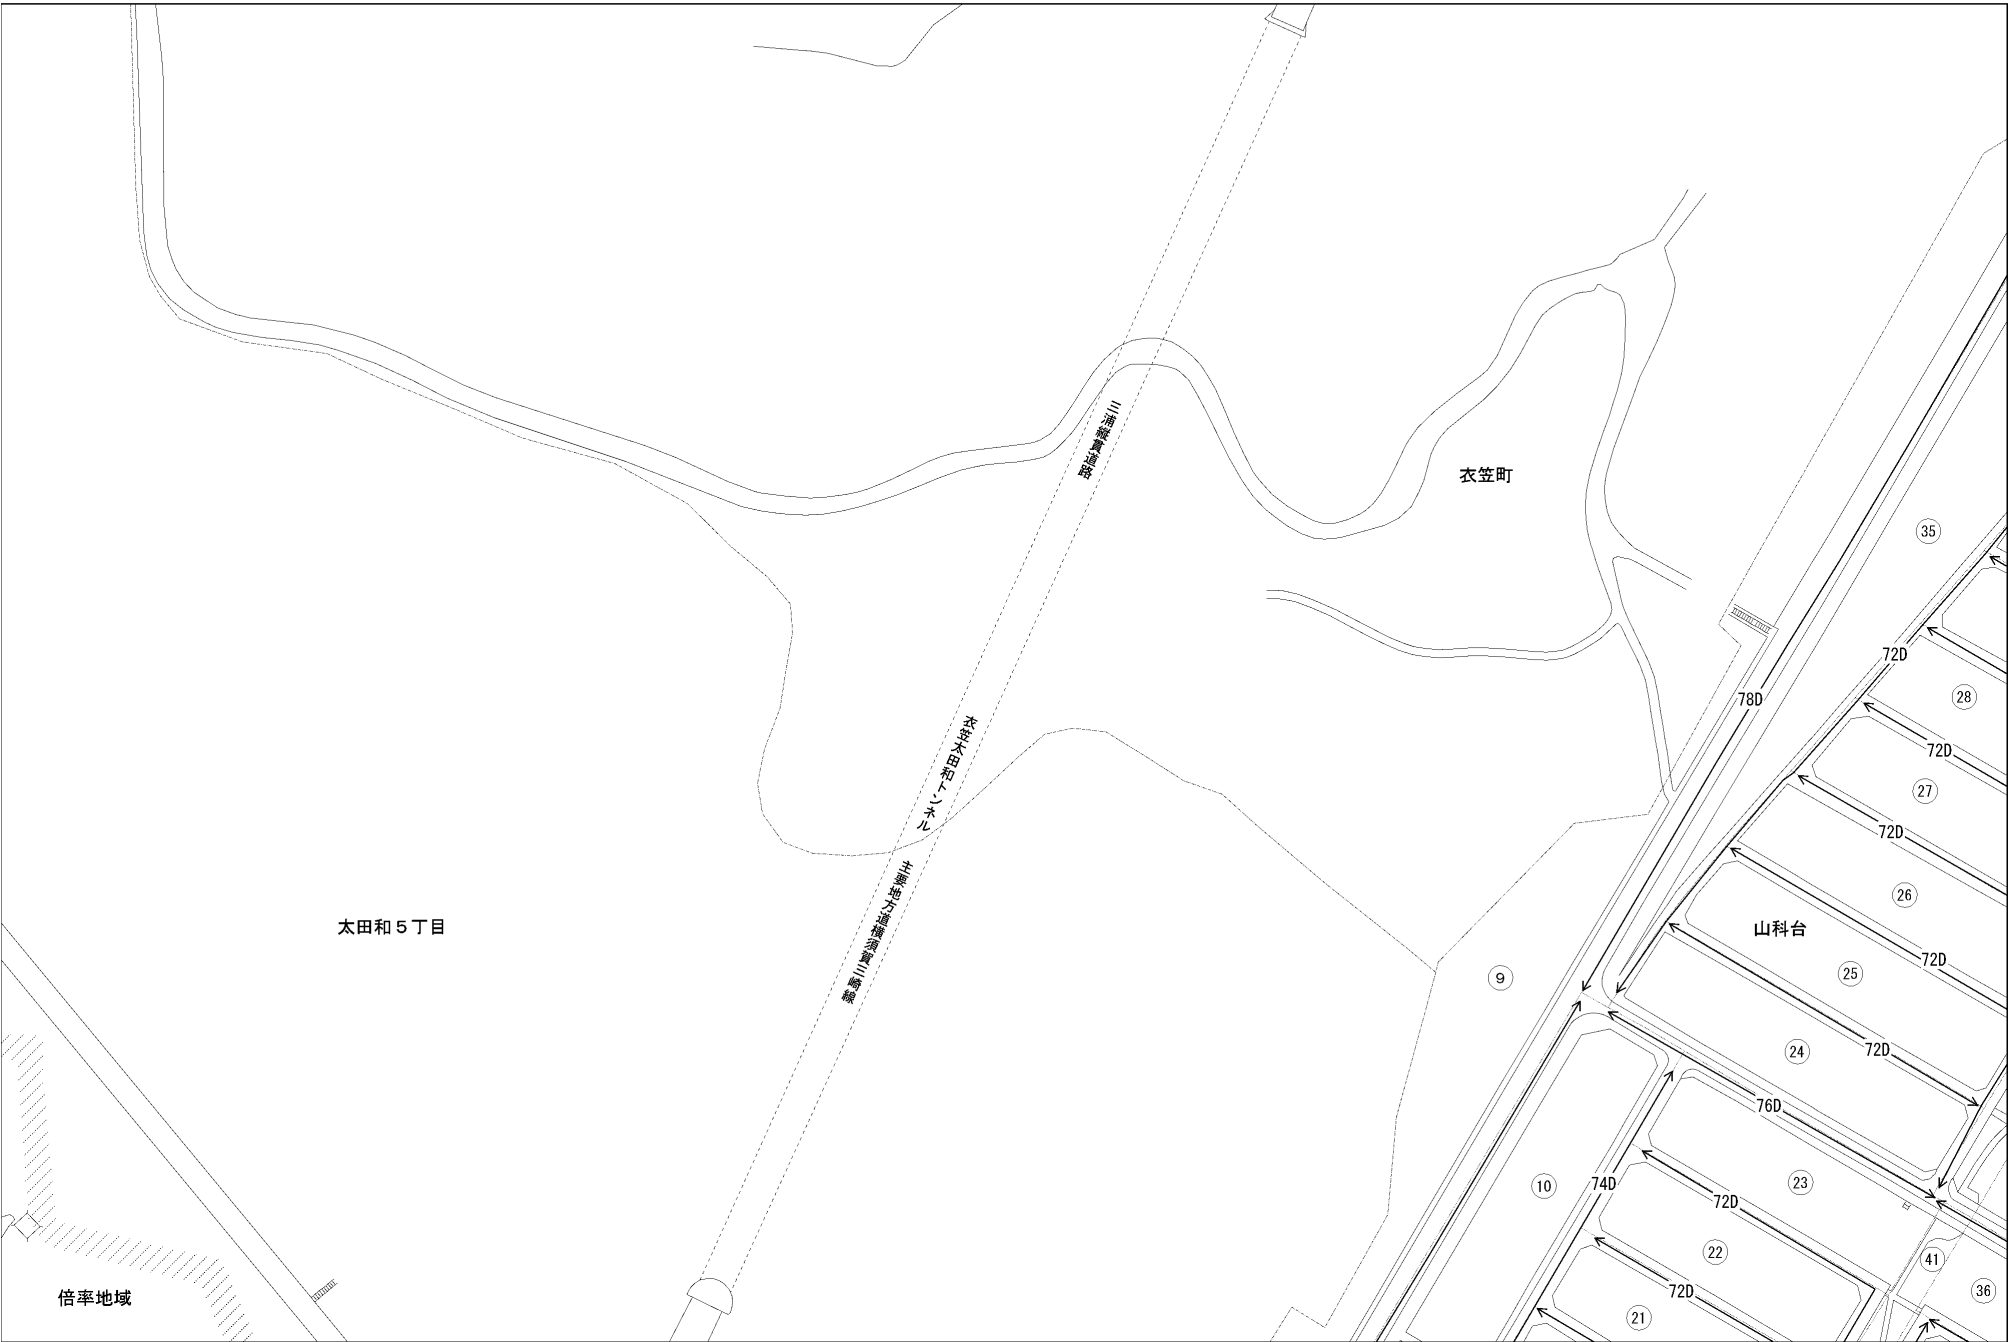 三浦縦貫道路
衣笠町
35
72D
28
78D
72D
27
衣笠太田和トンネル
72D
26
主要地方道横須賀三崎線
太田和５丁目
山科台
72D
9
25
24
72D
76D
10
74D
23
72D
22
41
倍率地域
72D
36
21